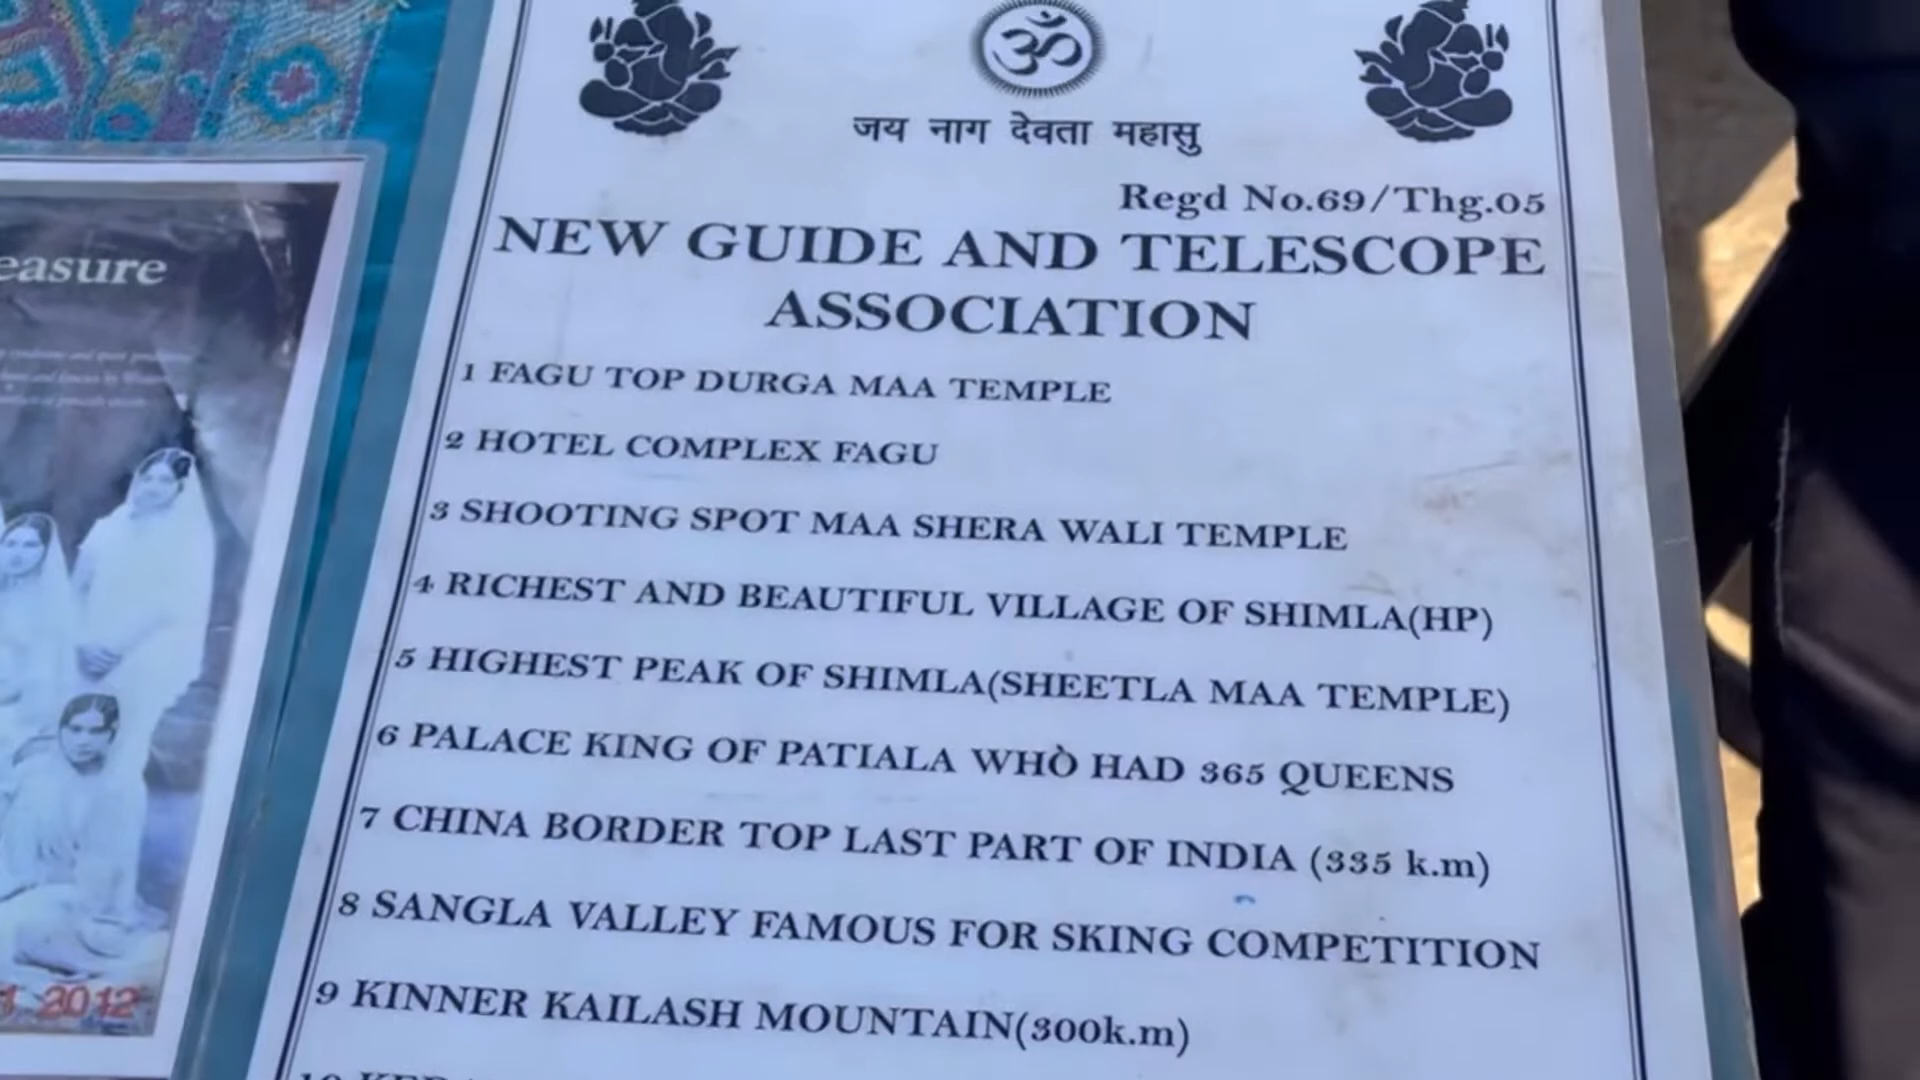 ॐ
जय नाग देवता महासु
Regd No.69/Thg.05
NEW GUIDE AND TELESCOPE
ASSOCIATION
1 FAGU TOP DURGA MAA TEMPLE
2 HOTEL COMPLEX FAGU
3 SHOOTING SPOT MAA SHERA WALI TEMPLE
4 RICHEST AND BEAUTIFUL VILLAGE OF SHIMLA(HP)
5 HIGHEST PEAK OF SHIMLA(SHEETLA MAA TEMPLE)
6 PALACE KING OF PATIALA WHO HAD 365 QUEENS
7 CHINA BORDER TOP LAST PART OF INDIA (335 k.m)
8 SANGLA VALLEY FAMOUS FOR SKING COMPETITION
9 KINNER KAILASH MOUNTAIN(300k.m)
easure
2012